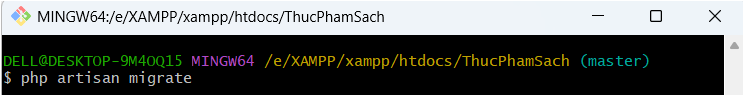 MINGW64:/e/XAMPP/xampp/htdocs/ThucPhamSach
DELL@DESKTOP-9M4OQ15 MINGW64 /e/XAMPP/xampp/htdocs/ThucPhamSach (master)
$ php artisan migrate